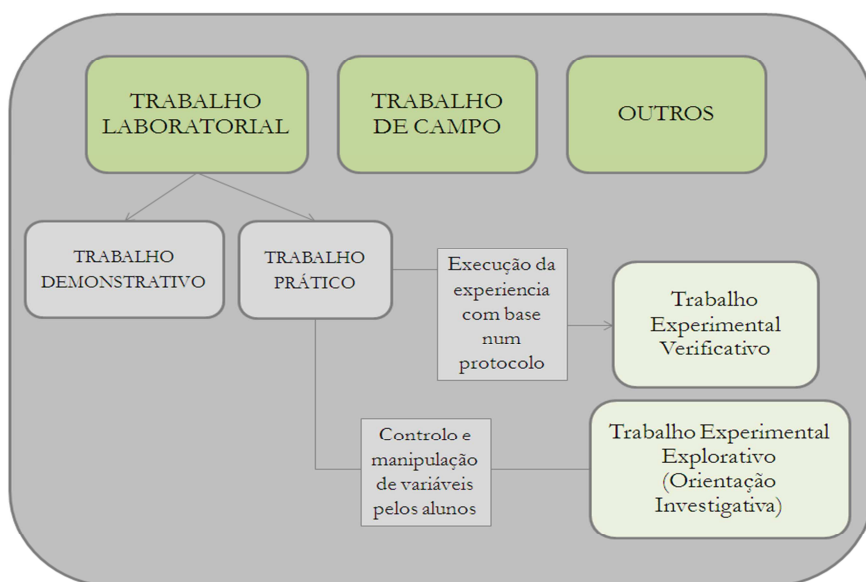 TRABALHO
LABORATORIAL
TRABALHO
DE CAMPO
OUTROS
TRABALHO
DEMONSTRATIVO
TRABALHO
PRÁTICO
Execução da
experiencia
com base
num
protocolo
Trabalho
Experimental
Verificativo
Controlo e
manipulação
de variáveis
pelos alunos
Trabalho Experimental
Explorativo
(Orientação
Investigativa)